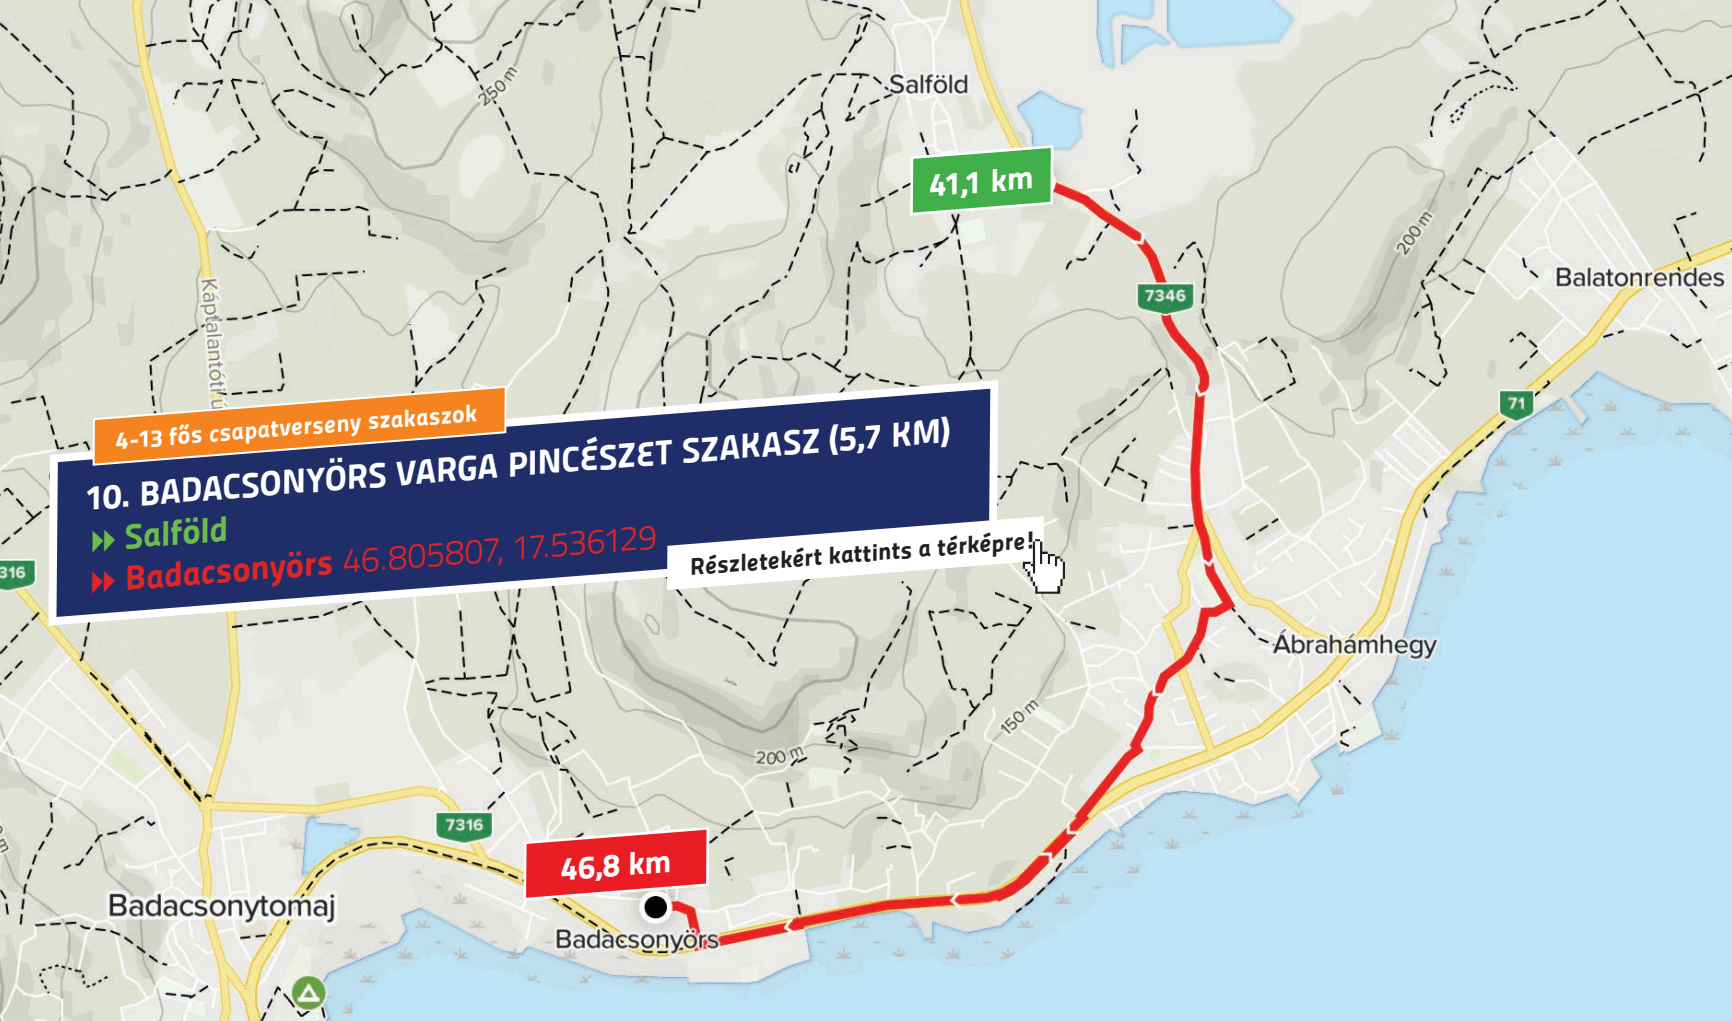 250 m
Salföld
41,1 km
200 m
7346
Balatonrendes
Káptalantóti ú
71
4-13 fős csapatverseny szakaszok
10. BADACSONYÖRS VARGA PINCÉSZET SZAKASZ (5,7 KM)
Salföld
Badacsonyörs 46.805807, 17.536129
Részletekért kattints a térképre!
316
Ábrahámhegy
150 m
200 m
7316
46,8 km
Badacsonytomaj
Badacsonyörs